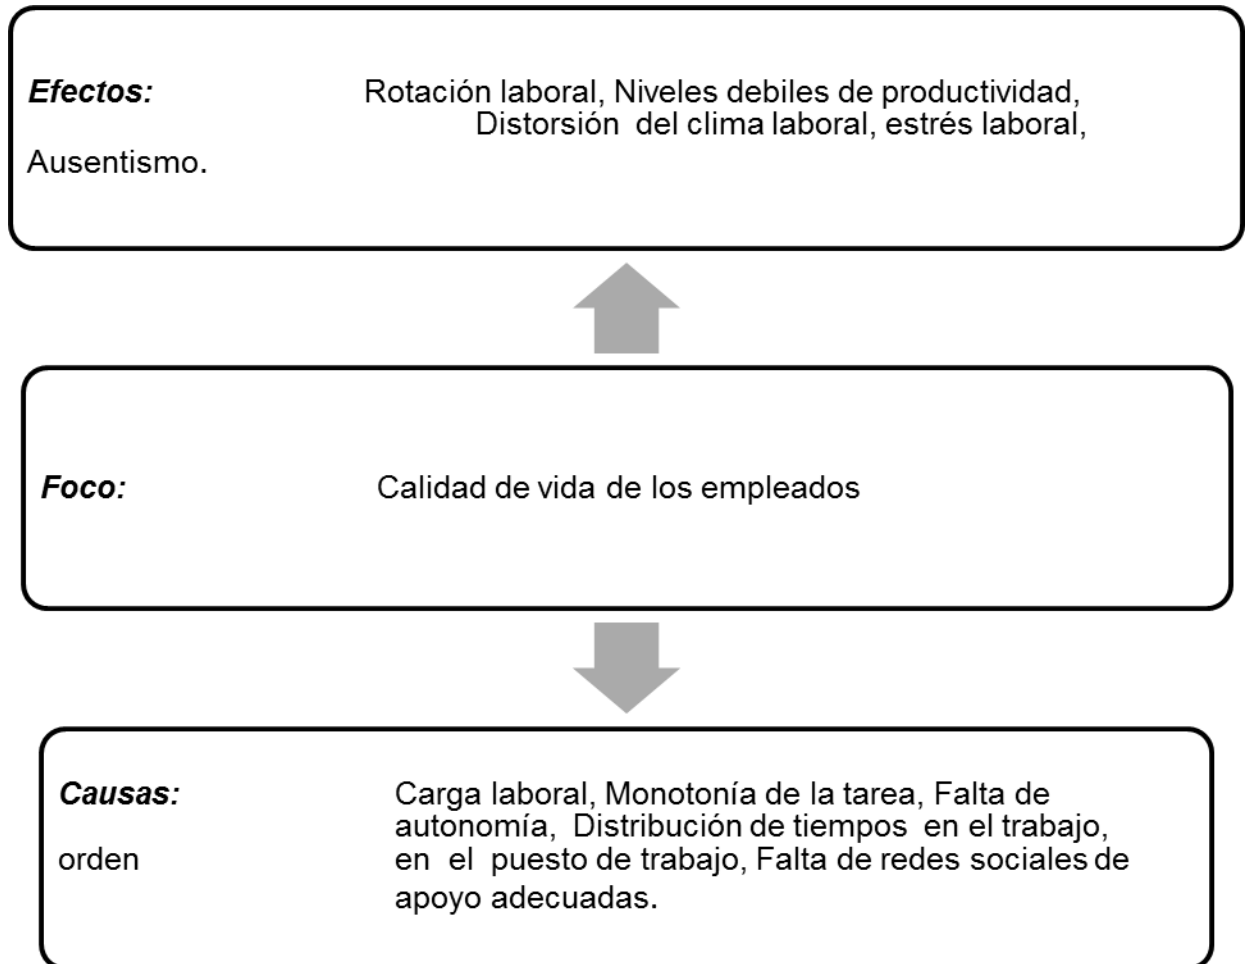 Efectos: Rotación laboral, Niveles debiles de productividad,
Distorsión del clima laboral, estrés laboral,
Ausentismo.
Foco: Calidad de vida de los empleados
Causas: Carga laboral, Monotonía de la tarea, Falta de
autonomía, Distribución de tiempos en el trabajo,
orden en el puesto de trabajo, Falta de redes sociales de
apoyo adecuadas.